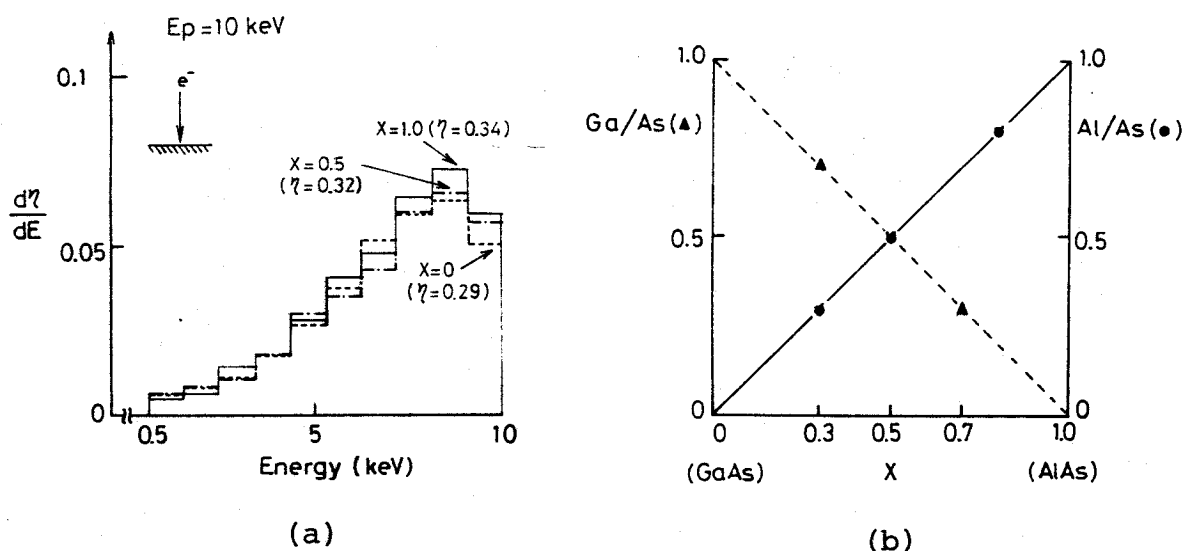 Ep = 10 keV
0.1
e⁻
X=1.0 (η=0.34)
X=0.5
(η=0.32)
dη
dE
0.05
X=0
(η=0.29)
0
0.5
5
10
Energy (keV)
(a)
1.0
1.0
Ga/As(▲)
Al/As(●)
0.5
0.5
0
0
0
0.3
0.5
0.7
1.0
(GaAs)
X
(AlAs)
(b)